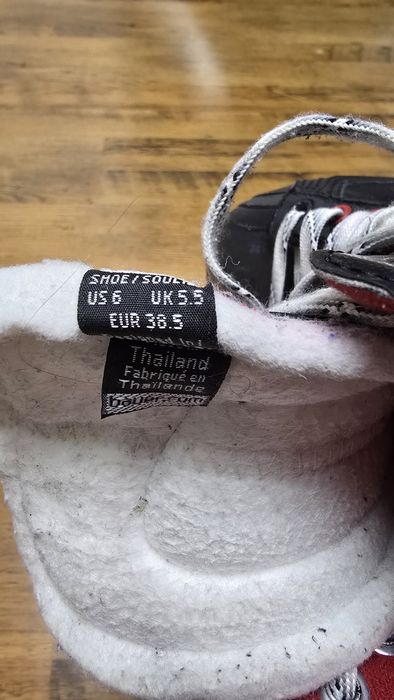 SHOE/SOULIER
US 6 UK 5.5
EUR 38.5
Thailand
Fabriqué en
Thaïlande